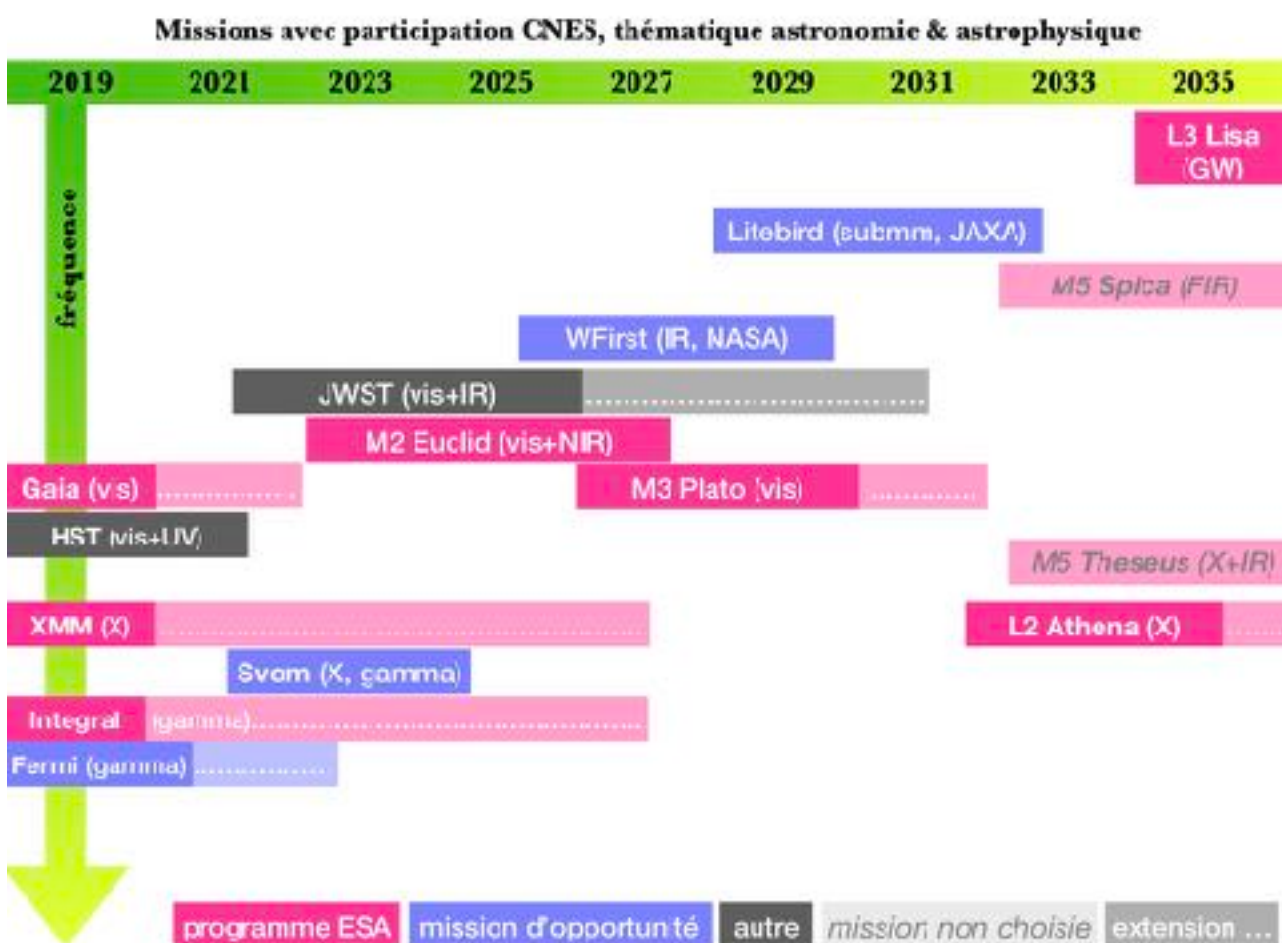 Missions avec participation CNES, thématique astronomie & astrophysique
2019 2021 2023 2025 2027 2029 2031 2033 2035
fréquence
L3 Lisa
(GW)
Litebird (submm, JAXA)
M5 Spica (FIR)
WFirst (IR, NASA)
JWST (vis+IR)
M2 Euclid (vis+NIR)
Gaia (vis)
M3 Plato (vis)
HST (vis+UV)
M5 Theseus (X+IR)
XMM (X)
L2 Athena (X)
Svom (X, gamma)
Integral (gamma)
Fermi (gamma)
programme ESA mission d'opportunité autre mission non choisie extension ...